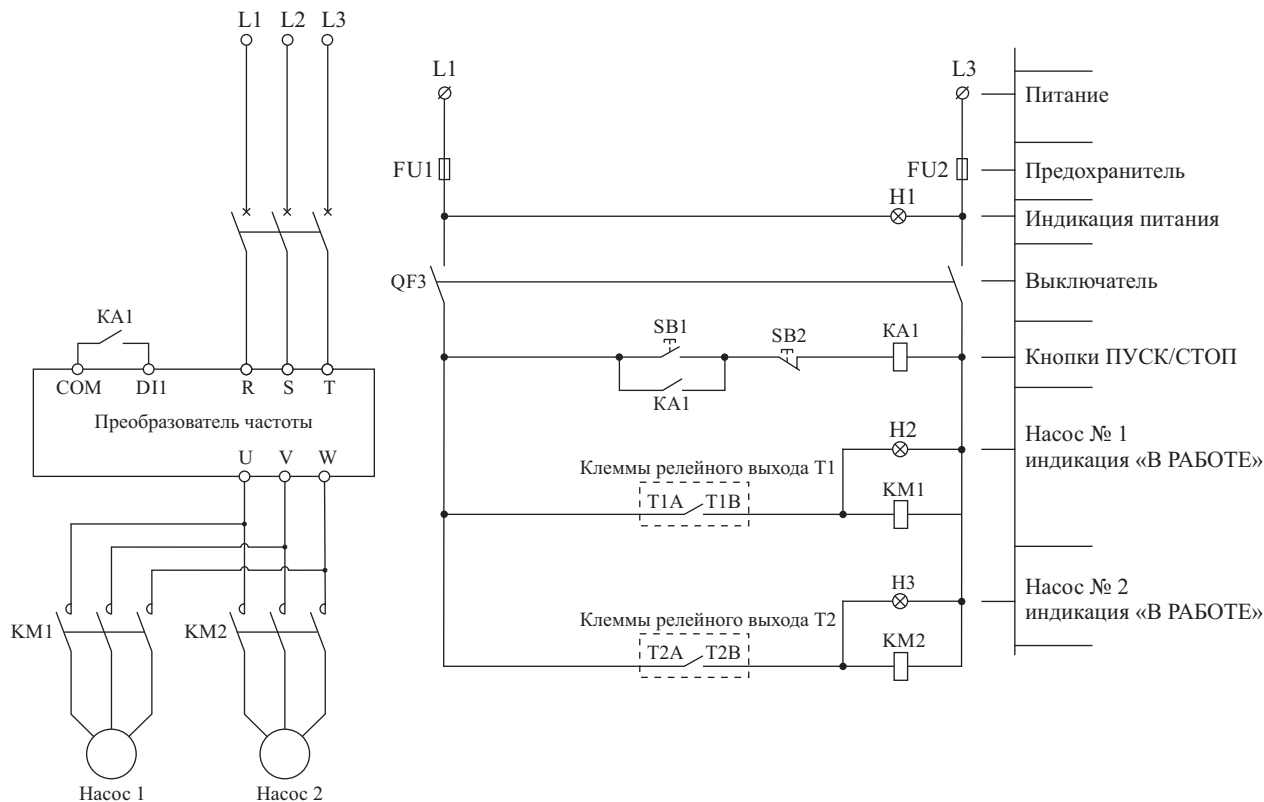 L1 L2 L3
KA1
COM DI1 R S T
Преобразователь частоты
U V W
KM1 KM2
Насос 1 Насос 2
L1 L3
Питание
FU1 FU2
Предохранитель
H1
Индикация питания
QF3
Выключатель
SB1 SB2 KA1
Кнопки ПУСК/СТОП
KA1
H2
Насос № 1
индикация «В РАБОТЕ»
Клеммы релейного выхода T1
T1A T1B
KM1
H3
Насос № 2
индикация «В РАБОТЕ»
Клеммы релейного выхода T2
T2A T2B
KM2